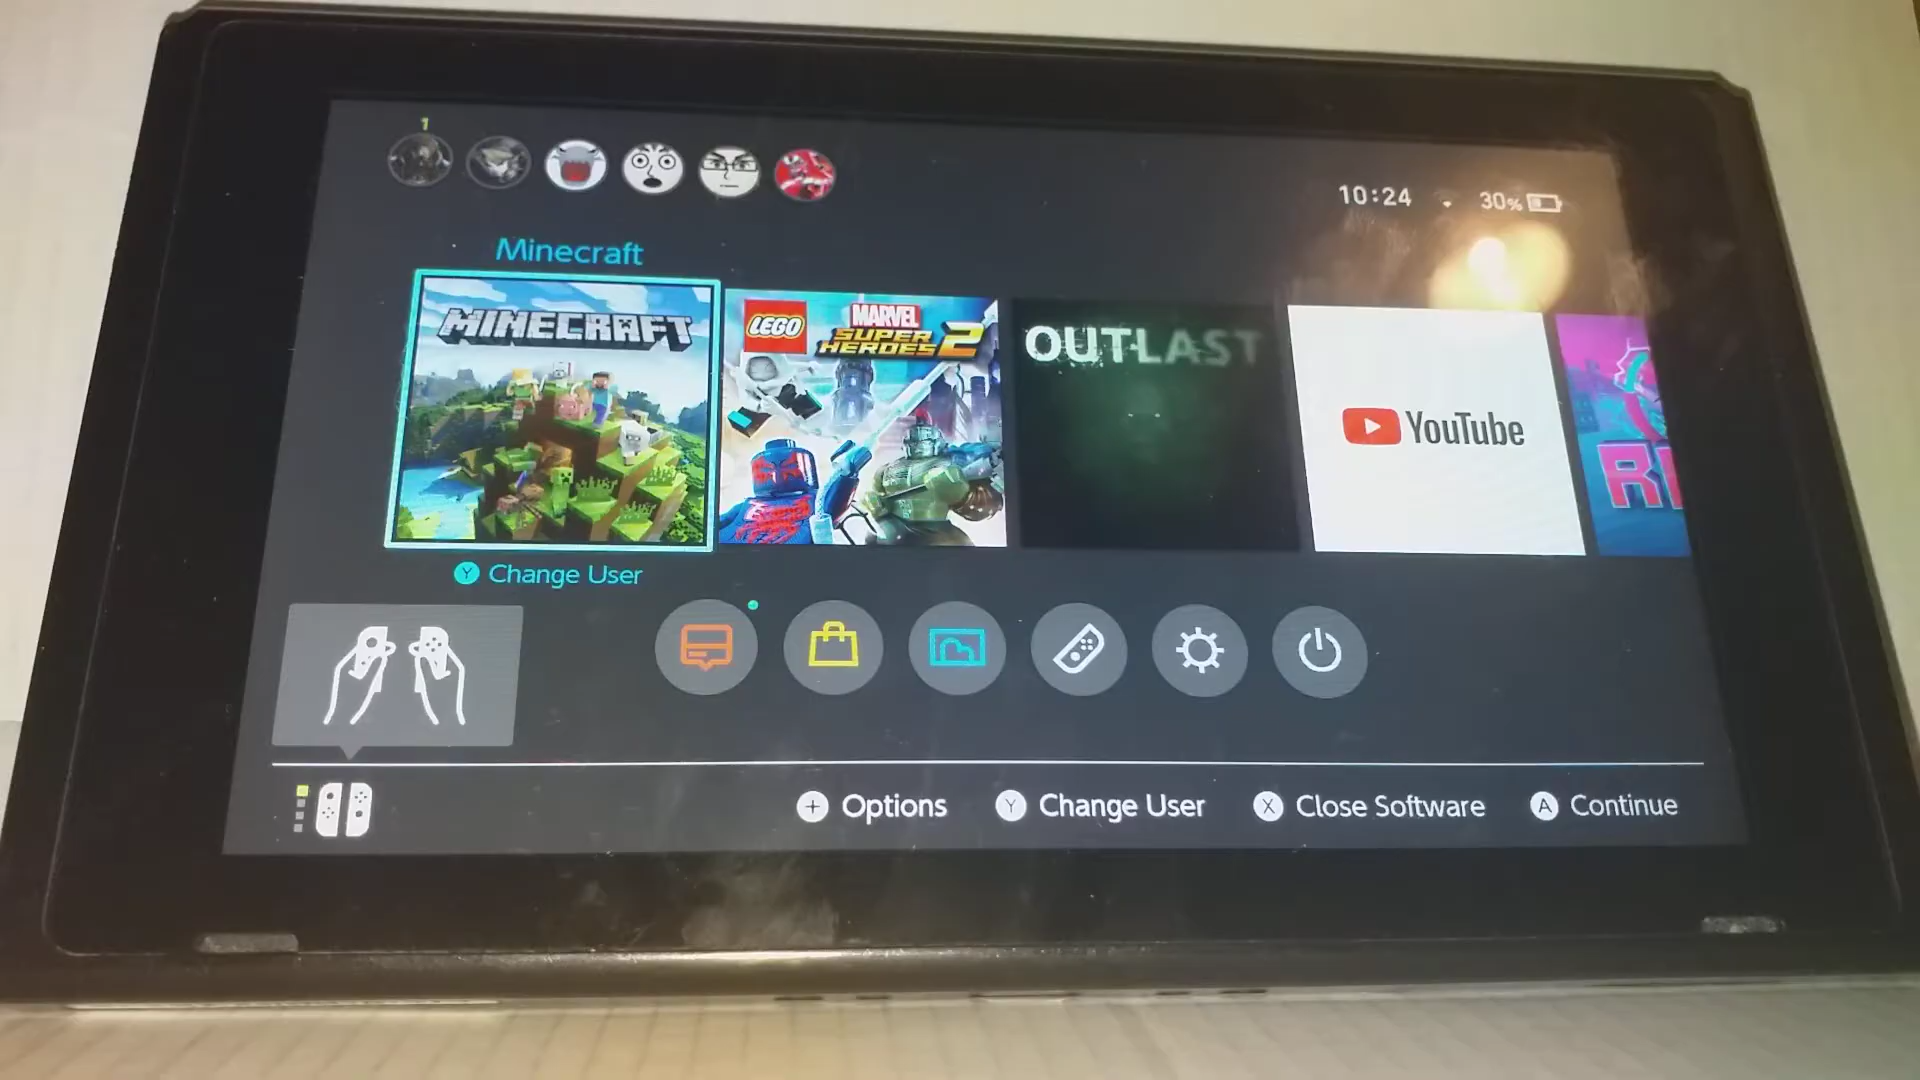 1
10:24 30%
Minecraft
MINECRAFT
LEGO MARVEL
SUPER
HEROES 2
OUTLAST
YouTube
Y Change User
+ Options Y Change User X Close Software A Continue